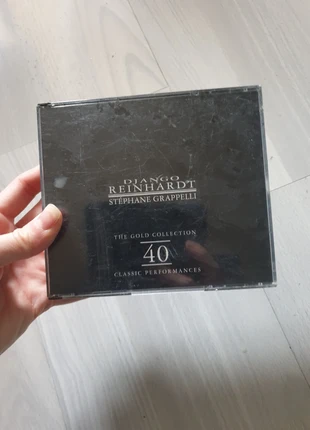 DJANGO
REINHARDT
STÉPHANE GRAPPELLI
THE GOLD COLLECTION
40
CLASSIC PERFORMANCES